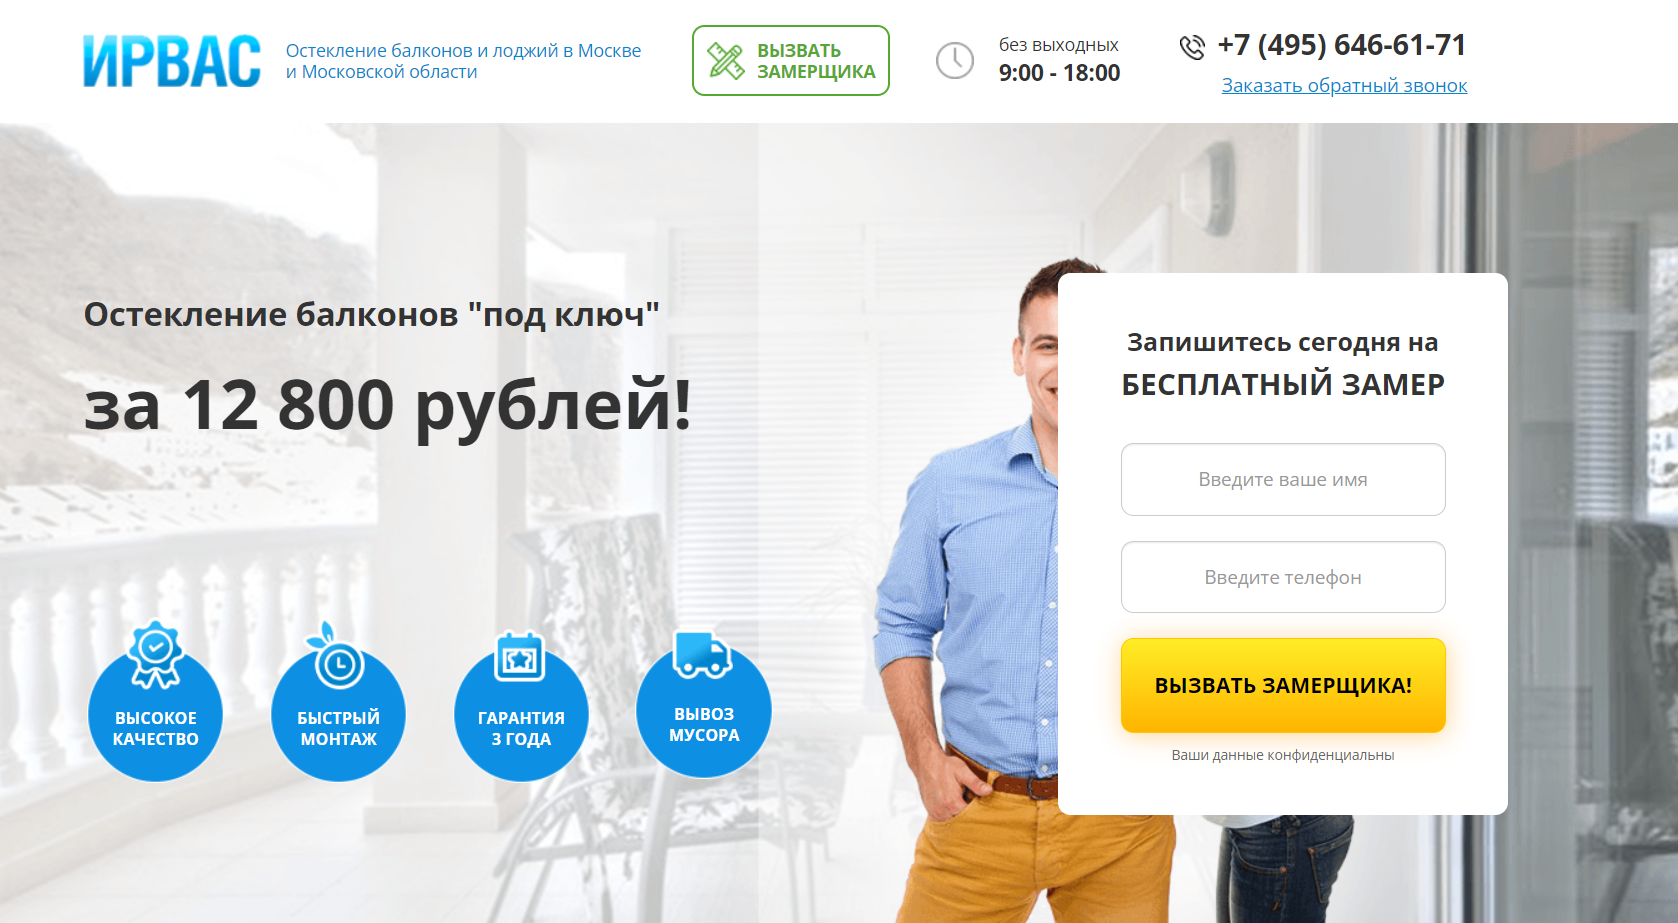 ИРВАС
Остекление балконов и лоджий в Москве
и Московской области
ВЫЗВАТЬ
ЗАМЕРЩИКА
без выходных
9:00 - 18:00
+7 (495) 646-61-71
Заказать обратный звонок
Остекление балконов "под ключ"
за 12 800 рублей!
ВЫСОКОЕ
КАЧЕСТВО
БЫСТРЫЙ
МОНТАЖ
ГАРАНТИЯ
3 ГОДА
ВЫВОЗ
МУСОРА
Запишитесь сегодня на
БЕСПЛАТНЫЙ ЗАМЕР
Введите ваше имя
Введите телефон
ВЫЗВАТЬ ЗАМЕРЩИКА!
Ваши данные конфиденциальны